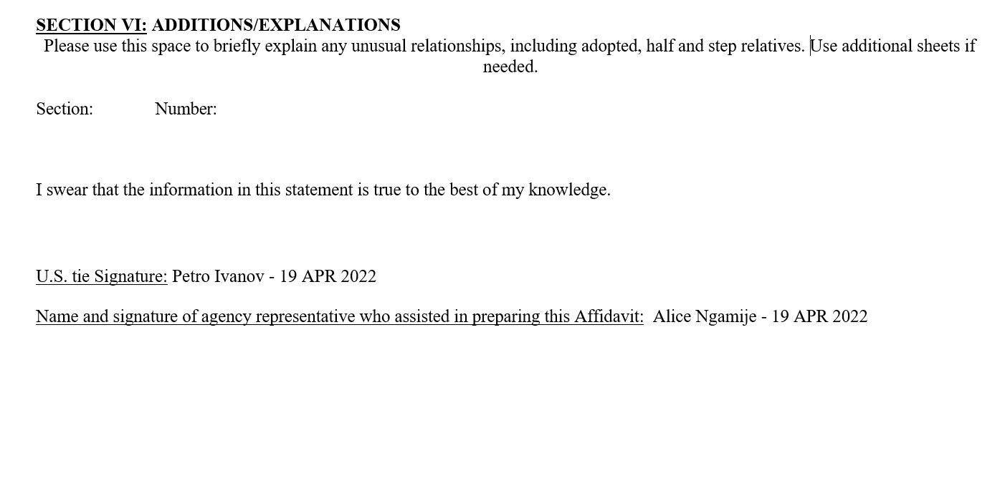 SECTION VI: ADDITIONS/EXPLANATIONS
Please use this space to briefly explain any unusual relationships, including adopted, half and step relatives. Use additional sheets if
needed.
Section: Number:
I swear that the information in this statement is true to the best of my knowledge.
U.S. tie Signature: Petro Ivanov - 19 APR 2022
Name and signature of agency representative who assisted in preparing this Affidavit: Alice Ngamije - 19 APR 2022